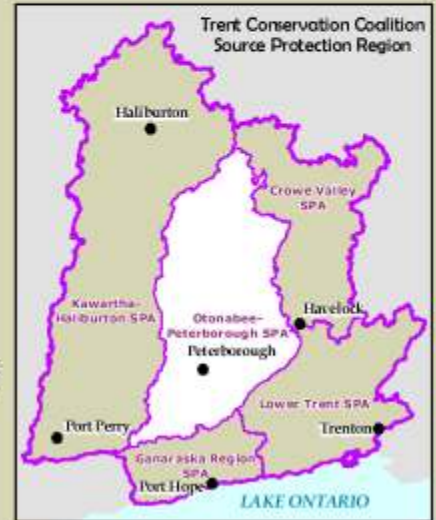 Trent Conservation Coalition
Source Protection Region
Haliburton
Crowe Valley
SPA
Kawartha-
Haliburton SPA
Otonabee-
Peterborough SPA
Havelock
Peterborough
Lower Trent SPA
Port Perry
Trenton
Ganaraska Region
SPA
Port Hope
LAKE ONTARIO